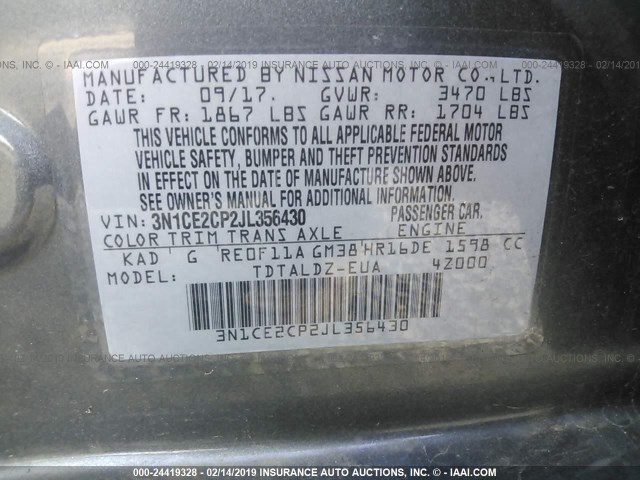 000-24419328 - 02/14/2019 INSURANCE AUTO AUCTIONS - © - IAAI.COM
MANUFACTURED BY NISSAN MOTOR CO.,LTD.
DATE: 09/17. GVWR: 3470 LBS
GAWR FR: 1867 LBS GAWR RR: 1704 LBS
THIS VEHICLE CONFORMS TO ALL APPLICABLE FEDERAL MOTOR
VEHICLE SAFETY, BUMPER AND THEFT PREVENTION STANDARDS
IN EFFECT ON THE DATE OF MANUFACTURE SHOWN ABOVE.
SEE OWNER'S MANUAL FOR ADDITIONAL INFORMATION.
VIN: 3N1CE2CP2JL356430 PASSENGER CAR.
COLOR TRIM TRANS AXLE ENGINE
KAD G RE0F11A GM38 HR16DE 1598 CC
MODEL: TDTALDZ-EUA 4Z000
3N1CE2CP2JL356430
000-24419328 - 02/14/2019 INSURANCE AUTO AUCTIONS - © - IAAI.COM